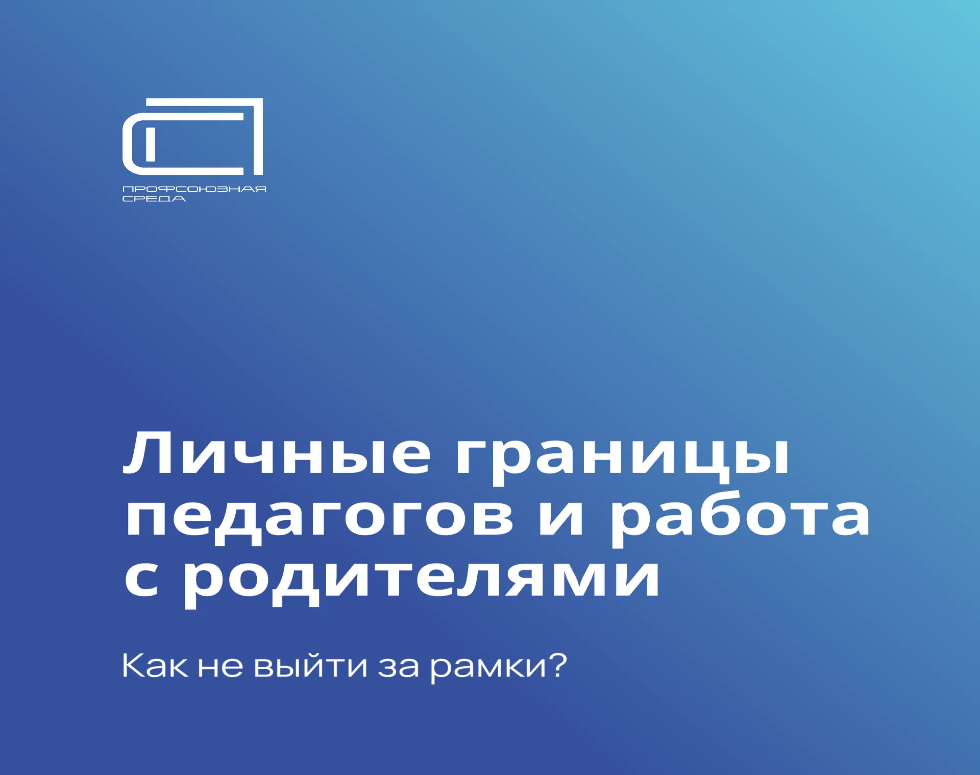 ПРОФСОЮЗНАЯ
СРЕДА
Личные границы
педагогов и работа
с родителями
Как не выйти за рамки?